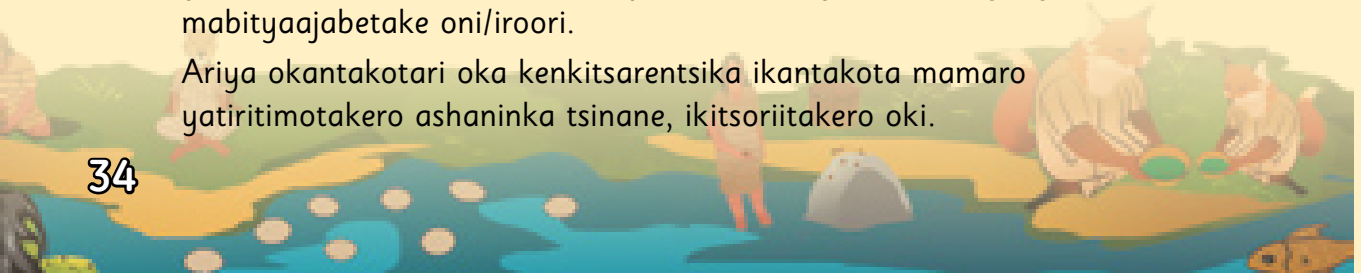 mabityaajabetake oni/iroori.
Ariya okantakotari oka kenkitsarentsika ikantakota mamaro
yatiritimotakero ashaninka tsinane, ikitsoriitakero oki.
34